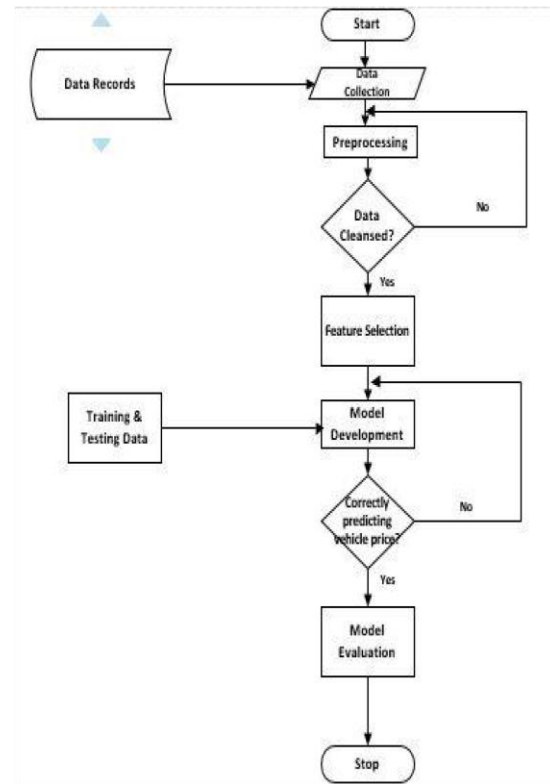 Start
Data Records
Data
Collection
Preprocessing
Data
Cleansed?
No
Yes
Feature Selection
Training &
Testing Data
Model
Development
Correctly
predicting
vehicle price?
No
Yes
Model
Evaluation
Stop